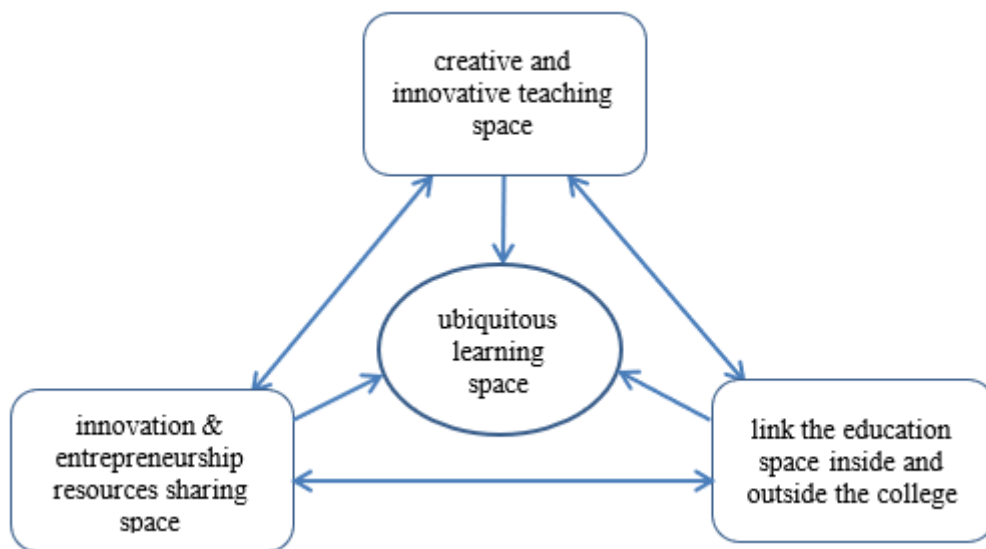 creative and
innovative teaching
space
ubiquitous
learning
space
innovation &
entrepreneurship
resources sharing
space
link the education
space inside and
outside the college